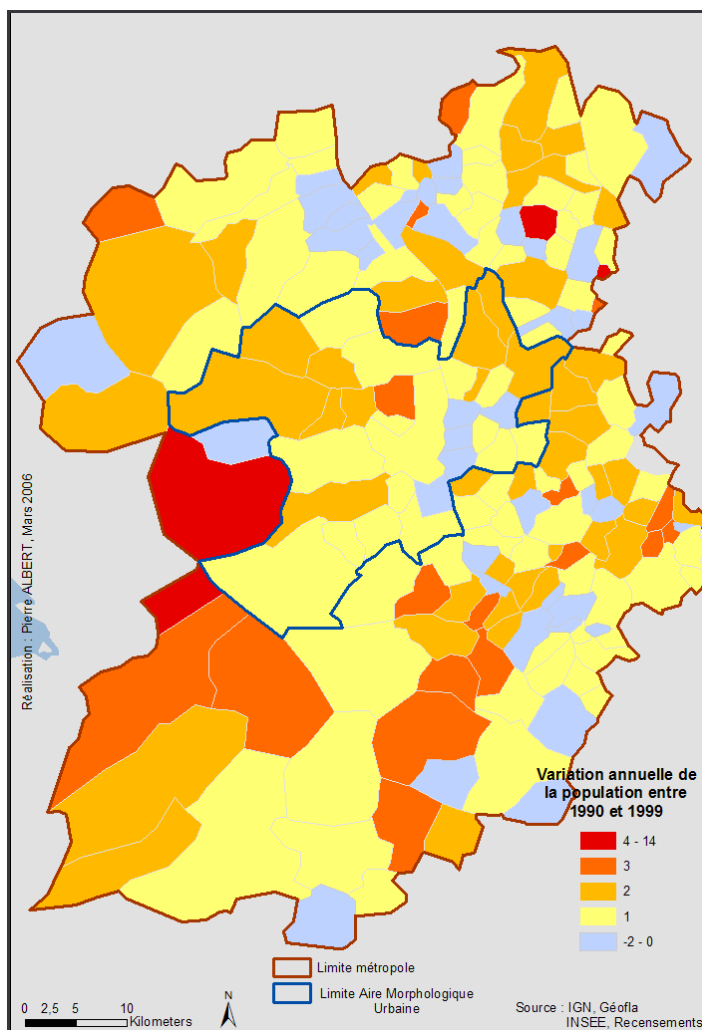 Réalisation : Pierre ALBERT, Mars 2006
Variation annuelle de
la population entre
1990 et 1999
4 - 14
3
2
1
-2 - 0
Limite métropole
Limite Aire Morphologique
Urbaine
0 2,5 5 10
Kilometers
N
Source : IGN, Géofla
INSEE, Recensements